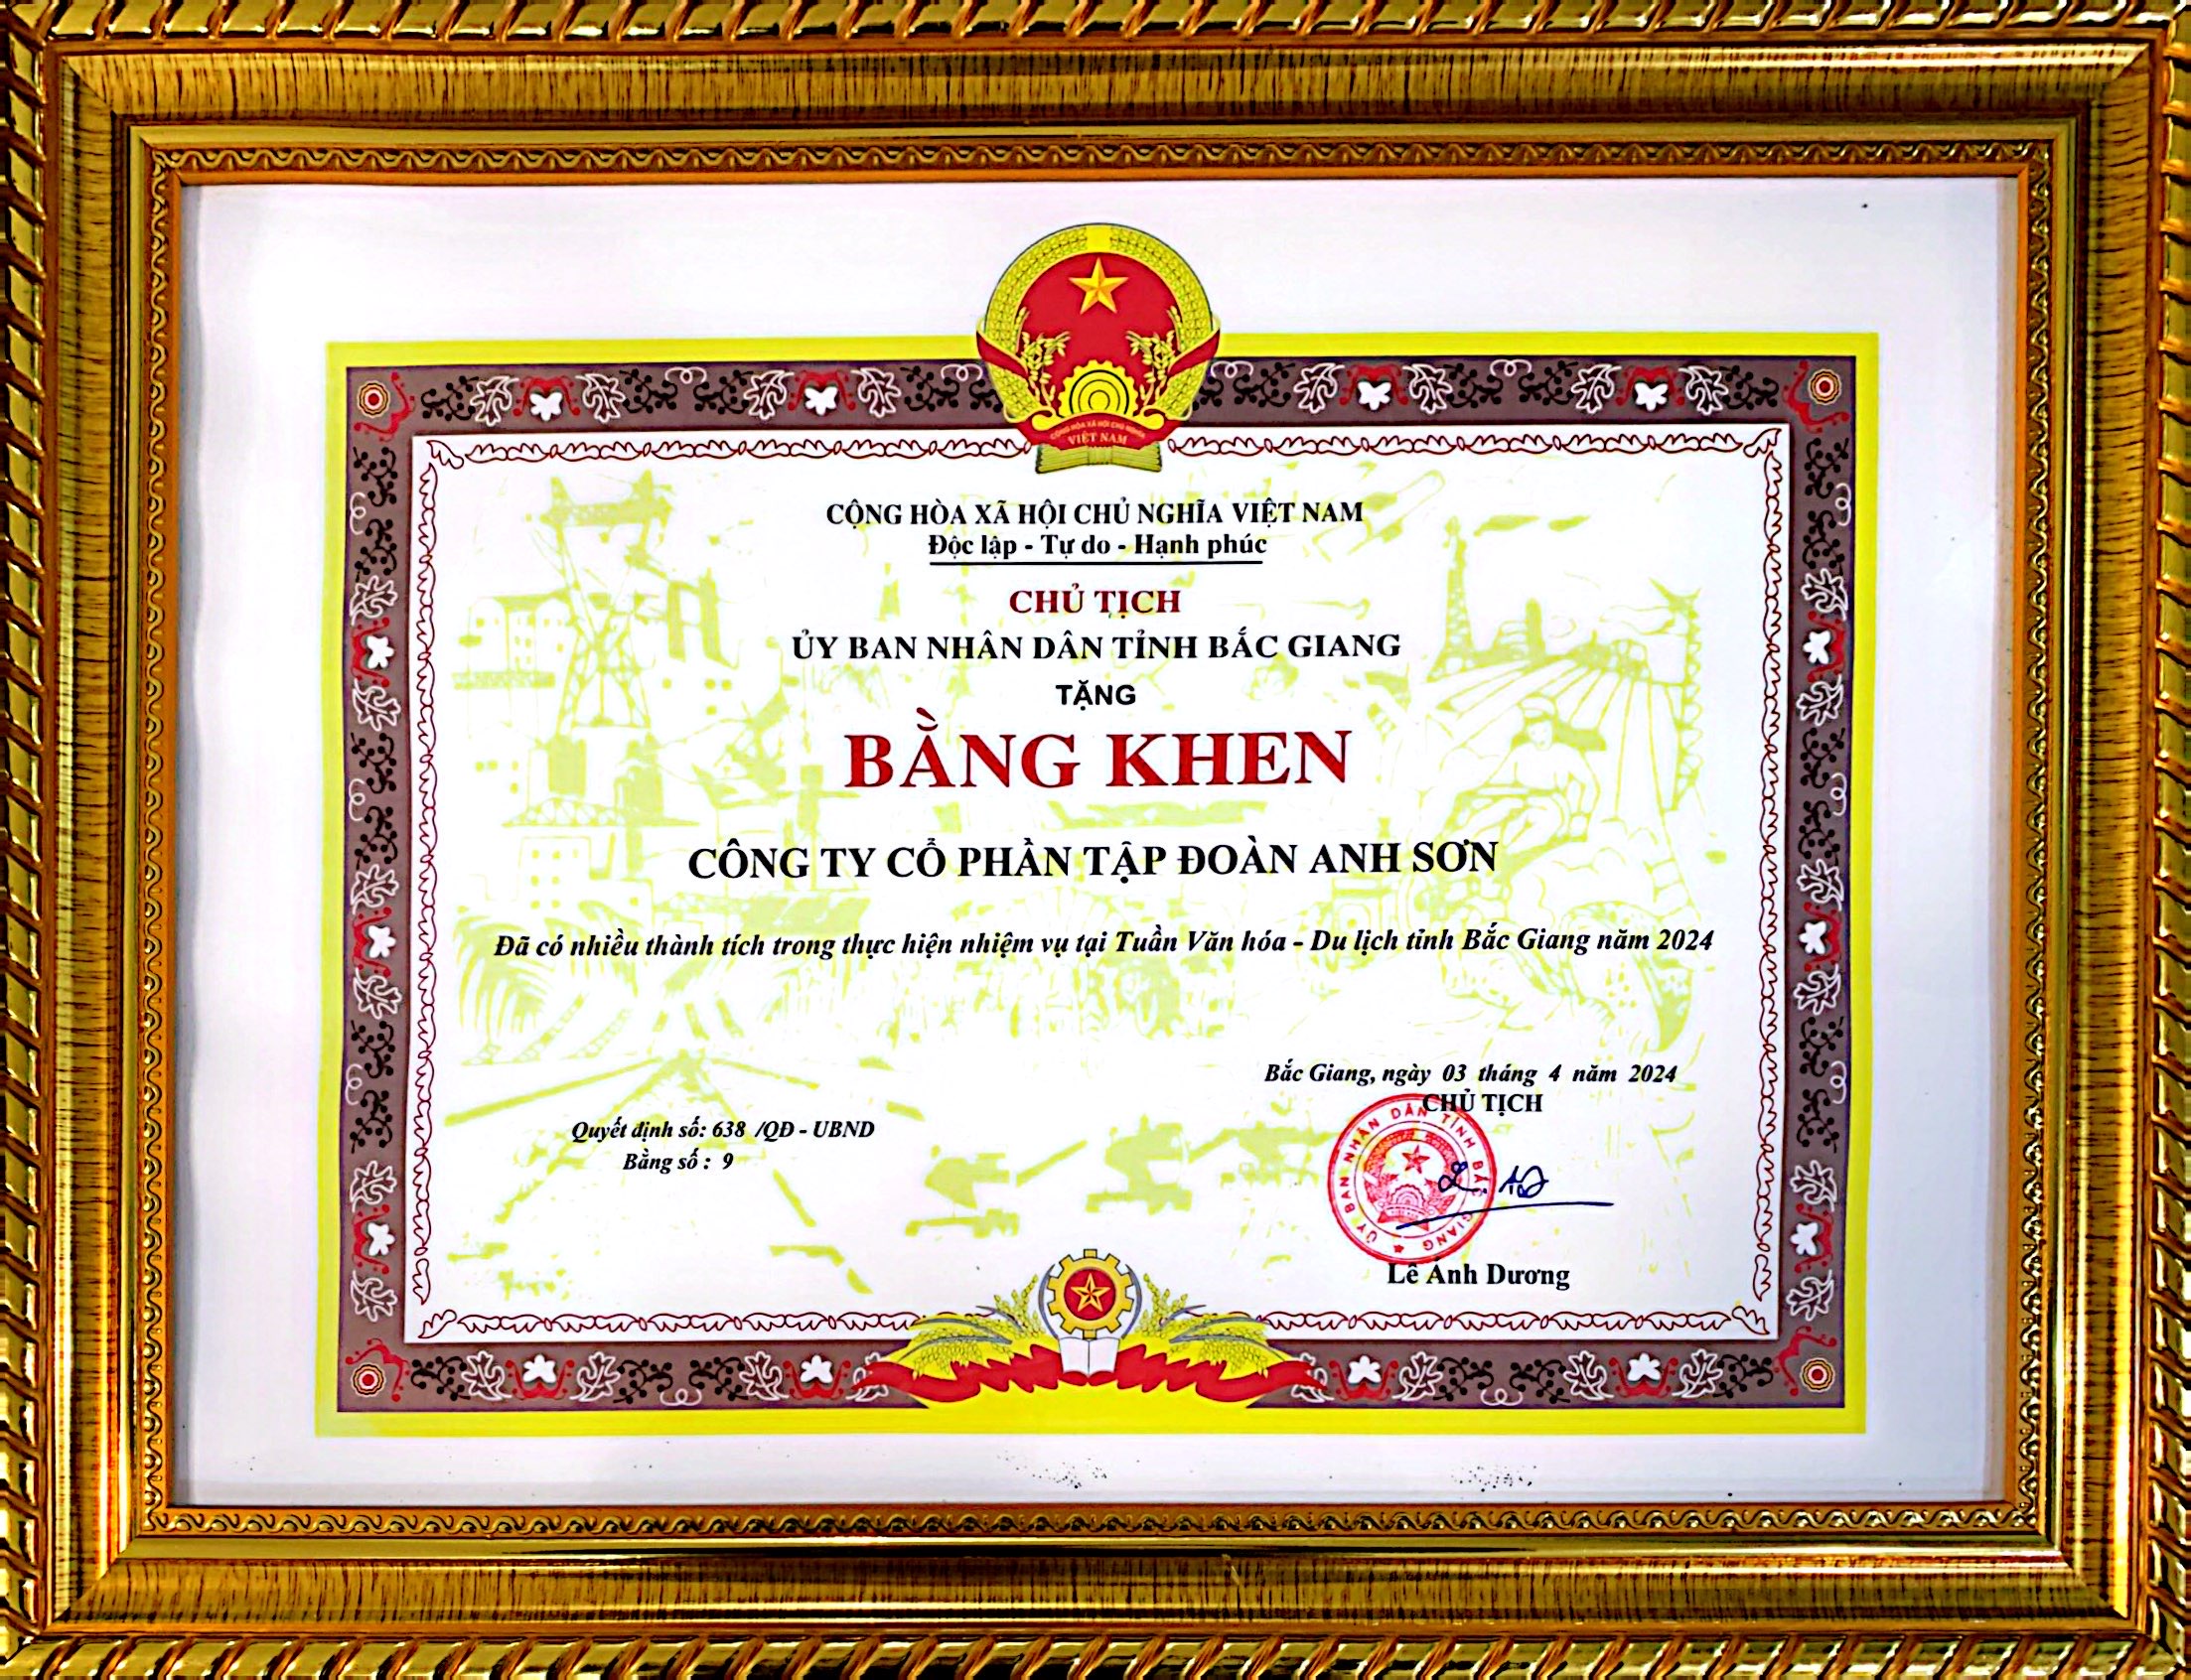 CỘNG HÒA XÃ HỘI CHỦ NGHĨA
VIỆT NAM
CỘNG HÒA XÃ HỘI CHỦ NGHĨA VIỆT NAM
Độc lập - Tự do - Hạnh phúc
CHỦ TỊCH
ỦY BAN NHÂN DÂN TỈNH BẮC GIANG
TẶNG
BẰNG KHEN
CÔNG TY CỔ PHẦN TẬP ĐOÀN ANH SƠN
Đã có nhiều thành tích trong thực hiện nhiệm vụ tại Tuần Văn hóa - Du lịch tỉnh Bắc Giang năm 2024
Bắc Giang, ngày 03 tháng 4 năm 2024
CHỦ TỊCH
Quyết định số: 638 /QĐ - UBND
Bằng số : 9
ỦY BAN NHÂN DÂN TỈNH BẮC GIANG
Lê Ánh Dương